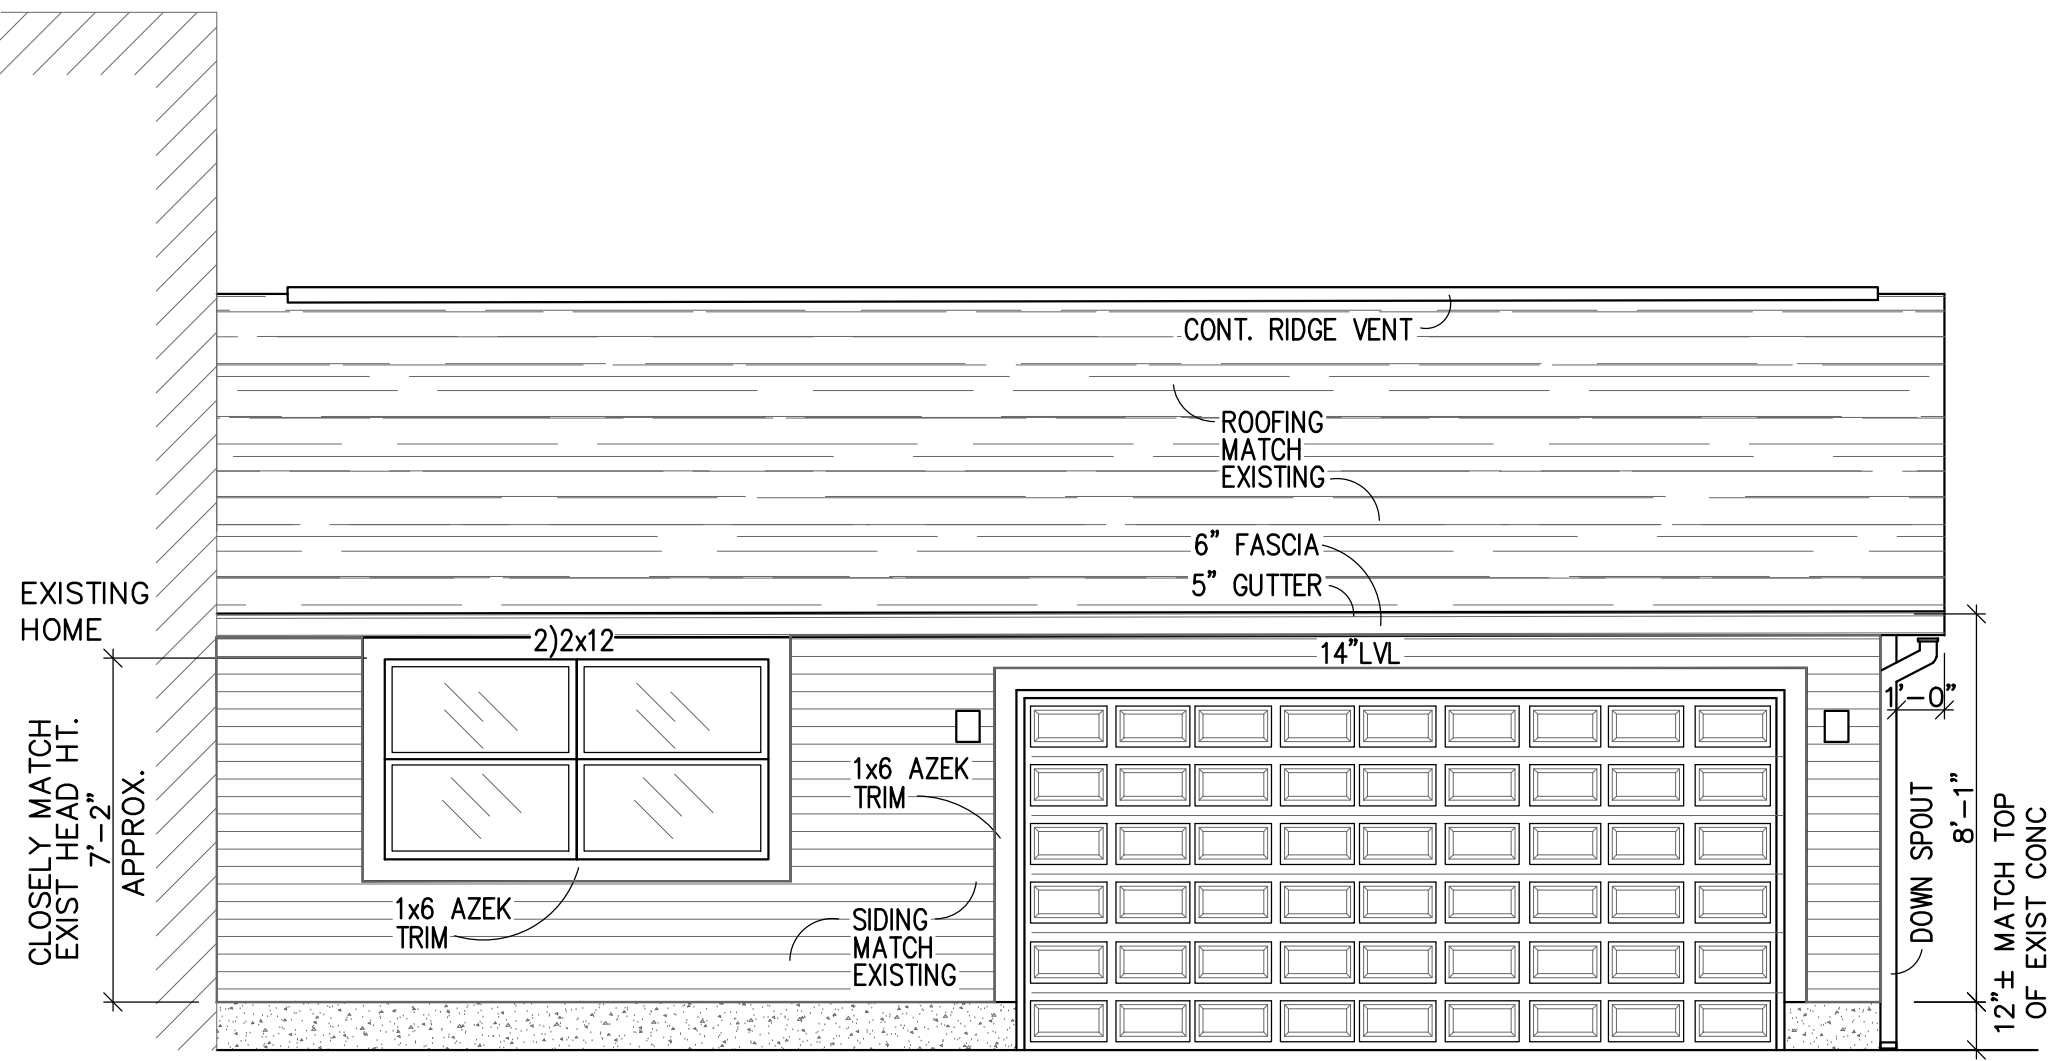 CONT. RIDGE VENT
ROOFING
MATCH
EXISTING
6" FASCIA
5" GUTTER
EXISTING
HOME
2)2x12
14"LVL
1'-0"
CLOSELY MATCH
EXIST HEAD HT.
7'-2"
APPROX.
1x6 AZEK
TRIM
1x6 AZEK
TRIM
SIDING
MATCH
EXISTING
DOWN SPOUT
8'-1"
12"± MATCH TOP
OF EXIST CONC